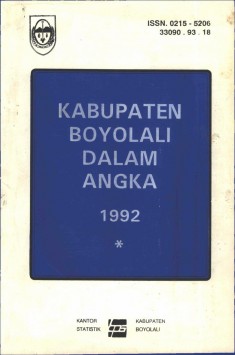 ISSN. 0215 - 5206
33090 . 93 . 18
KABUPATEN
BOYOLALI
DALAM
ANGKA
1992
*
KANTOR KABUPATEN
STATISTIK BOYOLALI